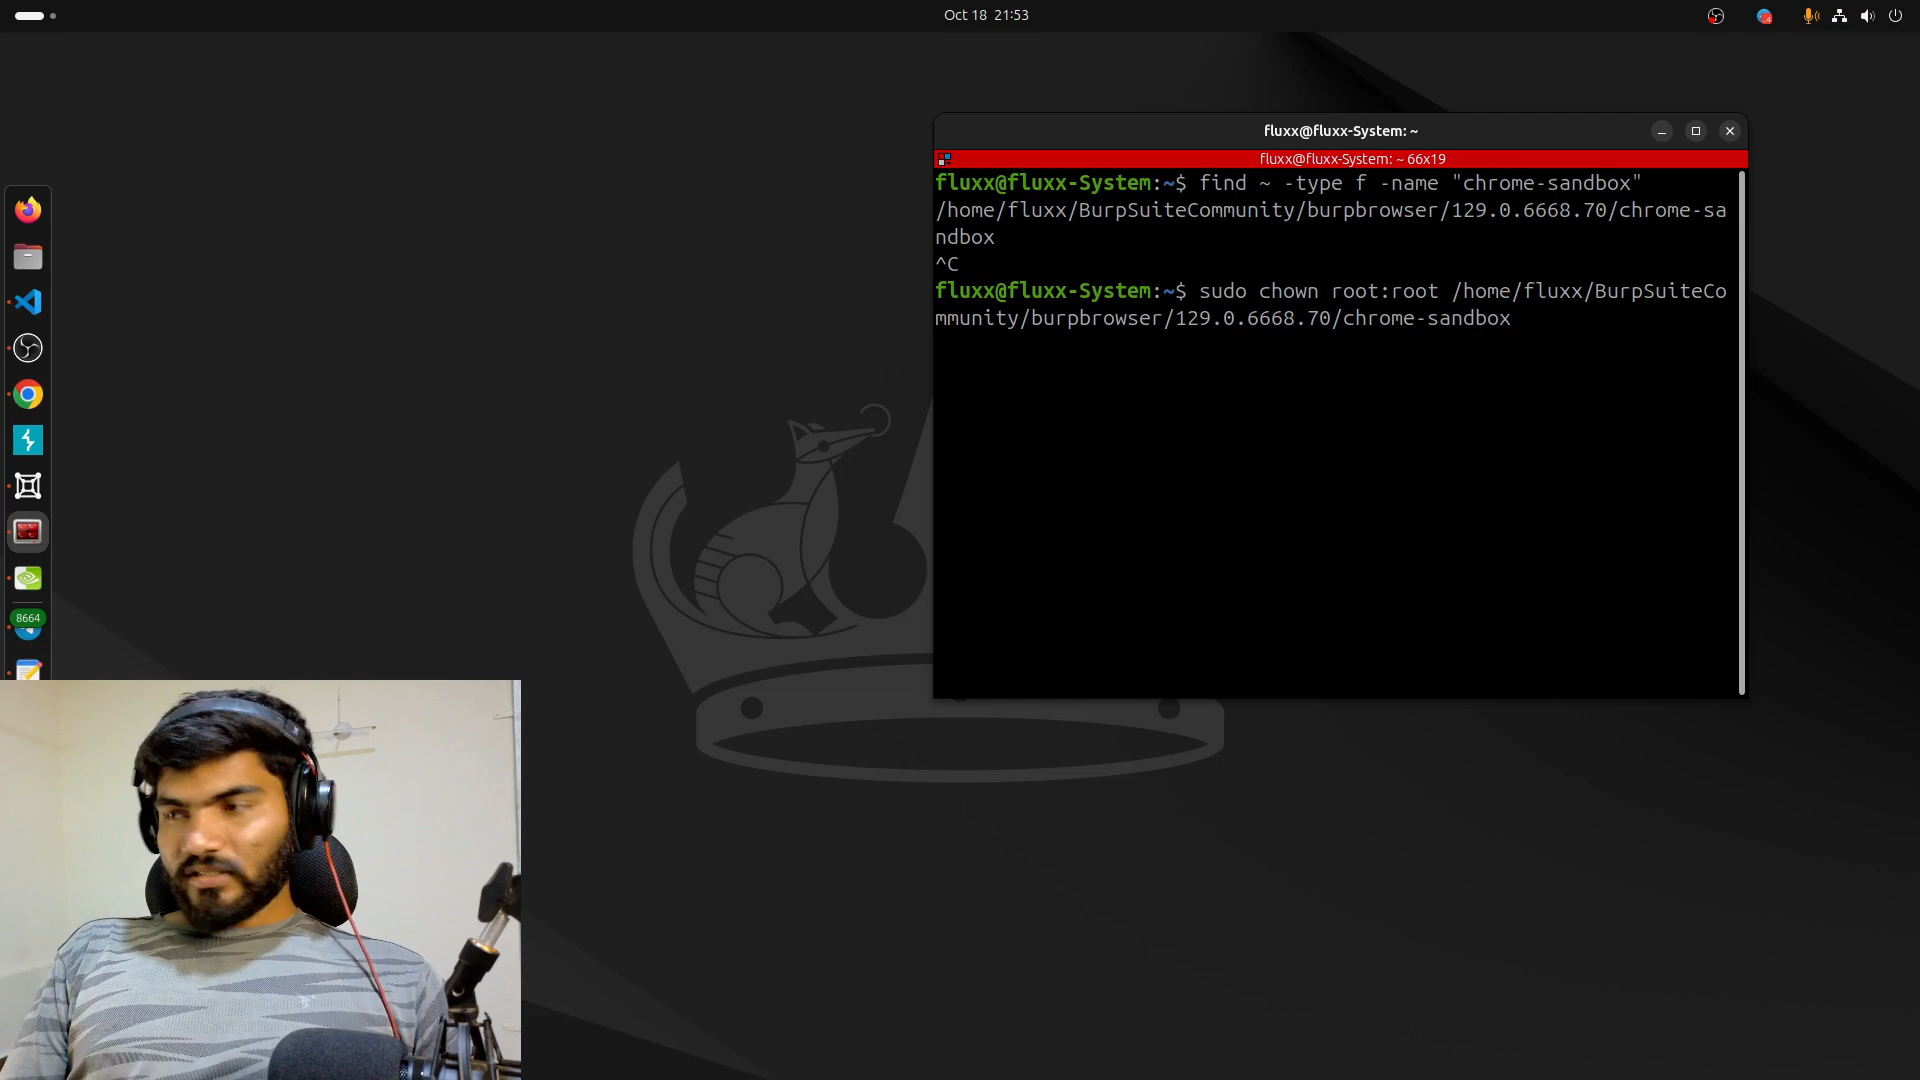 Oct 18 21:53
fluxx@fluxx-System: ~
fluxx@fluxx-System: ~ 66x19
fluxx@fluxx-System:~$ find ~ -type f -name "chrome-sandbox"
/home/fluxx/BurpSuiteCommunity/burpbrowser/129.0.6668.70/chrome-sa
ndbox
^C
fluxx@fluxx-System:~$ sudo chown root:root /home/fluxx/BurpSuiteCo
mmunity/burpbrowser/129.0.6668.70/chrome-sandbox
8664